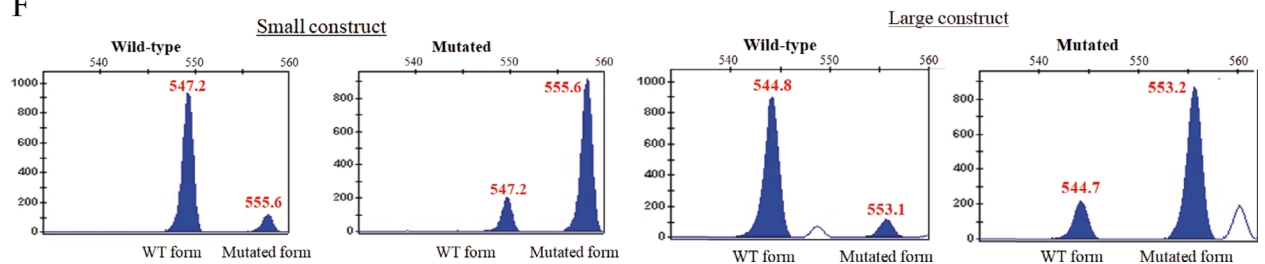 F
Small construct
Large construct
Wild-type
Mutated
Wild-type
Mutated
540 550 560
540 550 560
540 550 560
540 550 560
1000
800
600
400
200
0
547.2
555.6
WT form
Mutated form
800
600
400
200
0
547.2
555.6
WT form
Mutated form
1000
800
600
400
200
0
544.8
553.1
WT form
Mutated form
800
600
400
200
0
544.7
553.2
WT form
Mutated form